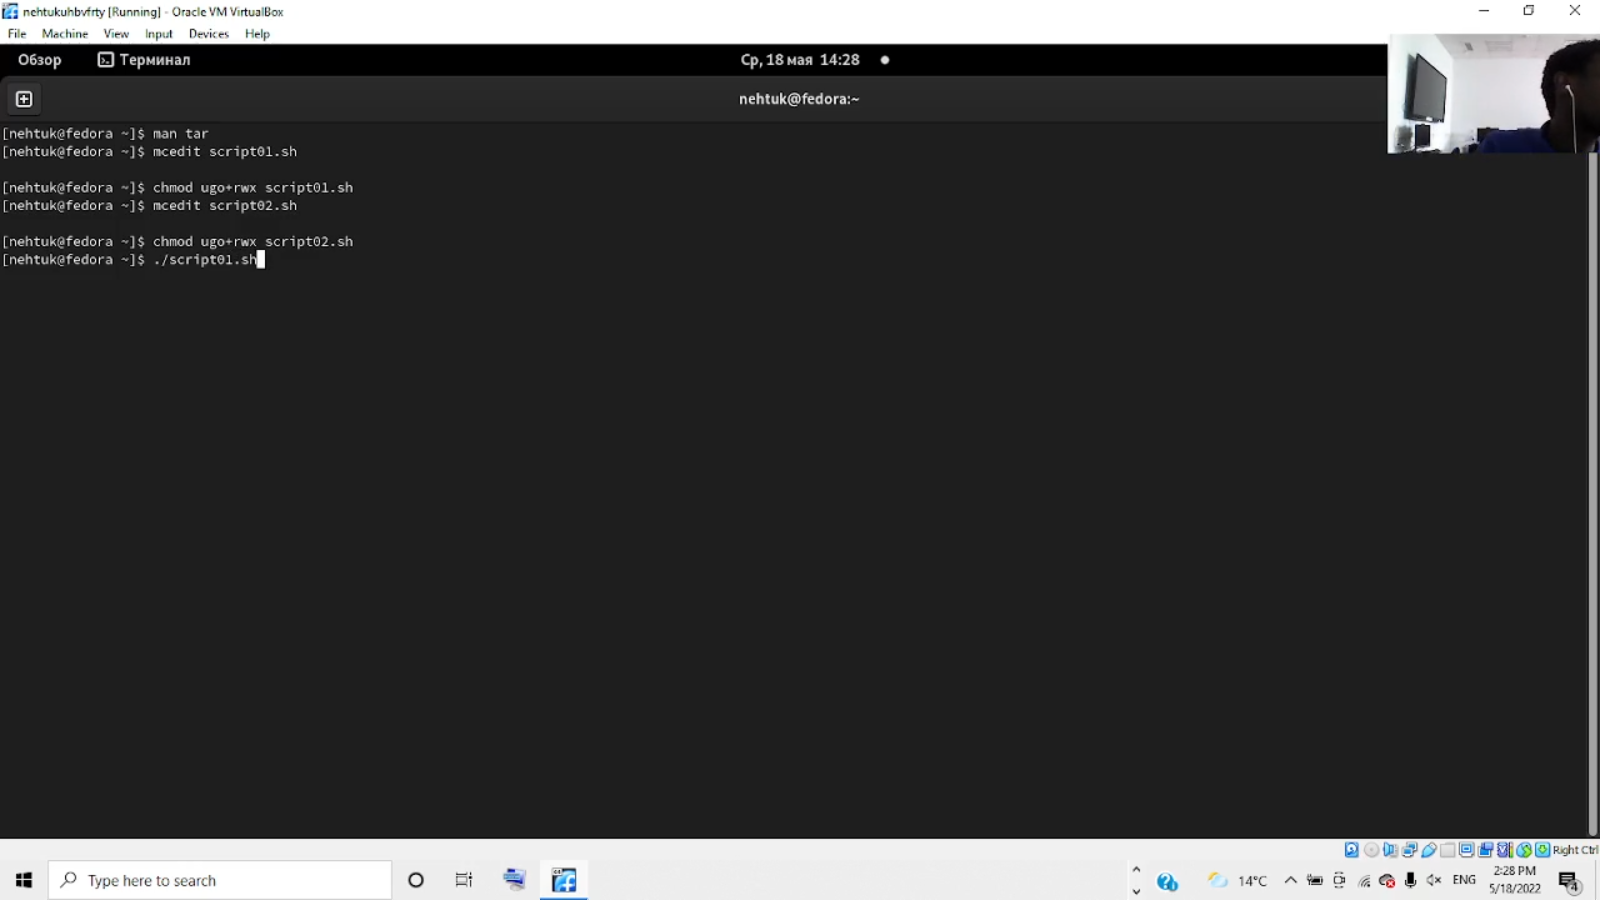 nehtukuhbvfrty [Running] - Oracle VM VirtualBox
File Machine View Input Devices Help
Обзор Терминал Ср, 18 мая 14:28
nehtuk@fedora:~
[nehtuk@fedora ~]$ man tar
[nehtuk@fedora ~]$ mcedit script01.sh
[nehtuk@fedora ~]$ chmod ugo+rwx script01.sh
[nehtuk@fedora ~]$ mcedit script02.sh
[nehtuk@fedora ~]$ chmod ugo+rwx script02.sh
[nehtuk@fedora ~]$ ./script01.sh
Right Ctrl
Type here to search
14°C ENG
2:28 PM
5/18/2022
4